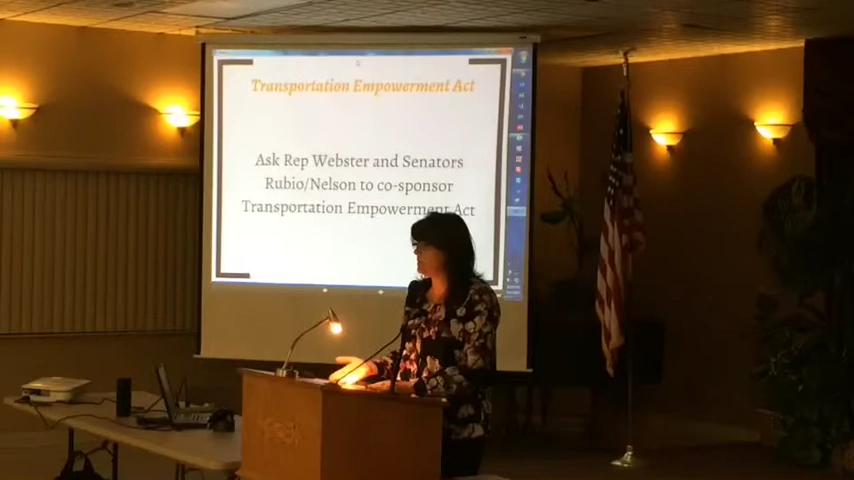 Transportation Empowerment Act
Ask Rep Webster and Senators
Rubio/Nelson to co-sponsor
Transportation Empowerment Act